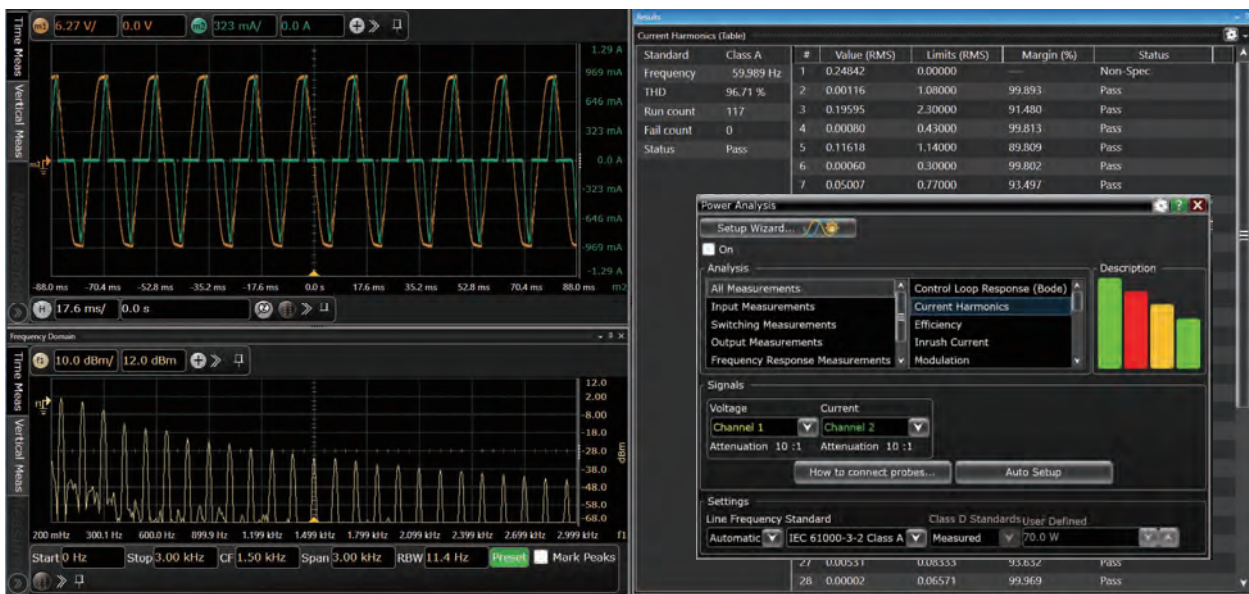 Time Meas
Vertical Meas
m1 6.27 V/ 0.0 V m2 323 mA/ 0.0 A
1.29 A
969 mA
646 mA
323 mA
0.0 A
-323 mA
-646 mA
-969 mA
-1.29 A
m2
-88.0 ms -70.4 ms -52.8 ms -35.2 ms -17.6 ms 0.0 s 17.6 ms 35.2 ms 52.8 ms 70.4 ms 88.0 ms m2
H 17.6 ms/ 0.0 s
Frequency Domain
Time Meas
Vertical Meas
f1 10.0 dBm/ 12.0 dBm
12.0
2.00
-8.00
-18.0
-28.0
-38.0
-48.0
-58.0
-68.0
dBm
200 mHz 300.1 Hz 600.0 Hz 899.9 Hz 1.199 kHz 1.499 kHz 1.799 kHz 2.099 kHz 2.399 kHz 2.699 kHz 2.999 kHz f1
Start 0 Hz Stop 3.00 kHz CF 1.50 kHz Span 3.00 kHz RBW 11.4 Hz Preset Mark Peaks
Results
Current Harmonics (Table)
Standard Class A
Frequency 59.989 Hz
THD 96.71 %
Run count 117
Fail count 0
Status Pass
# Value (RMS) Limits (RMS) Margin (%) Status
1 0.24842 0.00000 — Non-Spec
2 0.00116 1.08000 99.893 Pass
3 0.19595 2.30000 91.480 Pass
4 0.00080 0.43000 99.813 Pass
5 0.11618 1.14000 89.809 Pass
6 0.00060 0.30000 99.802 Pass
7 0.05007 0.77000 93.497 Pass
Power Analysis
? X
Setup Wizard...
On
Analysis
All Measurements
Input Measurements
Switching Measurements
Output Measurements
Frequency Response Measurements
Control Loop Response (Bode)
Current Harmonics
Efficiency
Inrush Current
Modulation
Description
Signals
Voltage Current
Channel 1 Channel 2
Attenuation 10 :1 Attenuation 10 :1
How to connect probes... Auto Setup
Settings
Line Frequency Standard Class D Standards User Defined
Automatic IEC 61000-3-2 Class A Measured 70.0 W
27 0.00531 0.08333 93.632 Pass
28 0.00002 0.06571 99.969 Pass